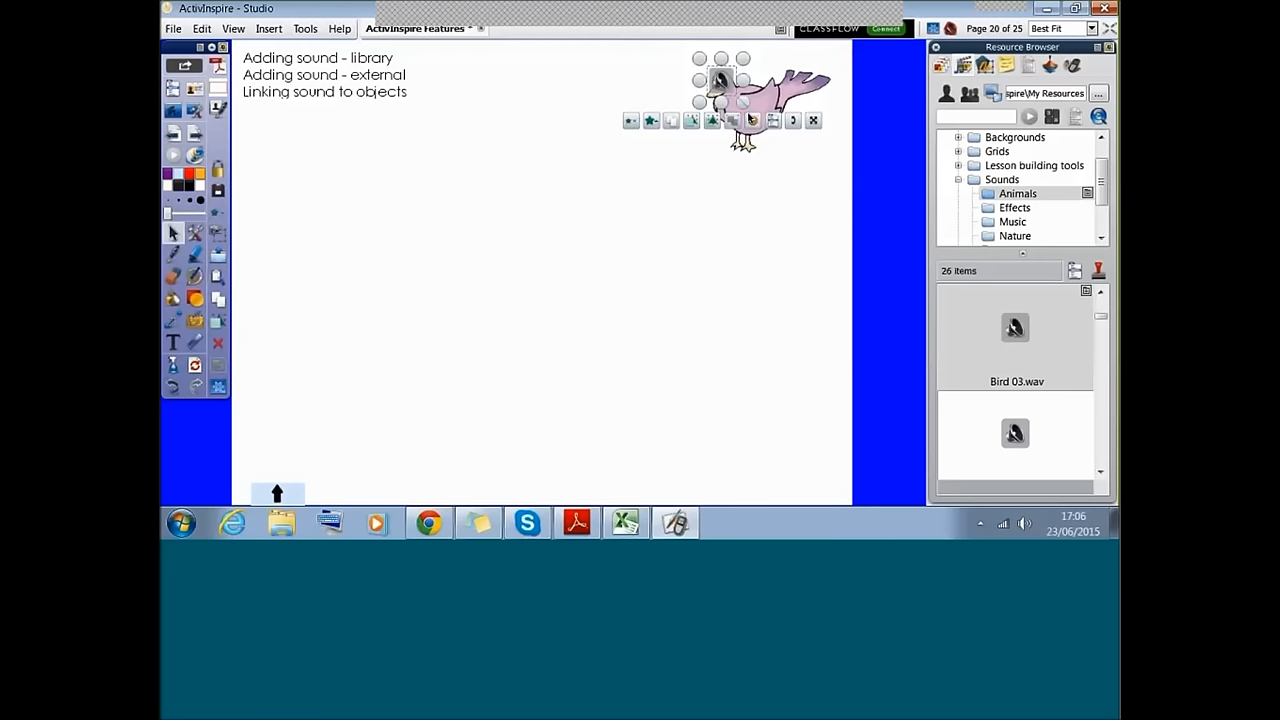 ActivInspire - Studio
File Edit View Insert Tools Help ActivInspire Features *
CLASSFLOW Connect
Page 20 of 25 Best Fit
Resource Browser
spire\My Resources ...
Adding sound - library
Adding sound - external
Linking sound to objects
Backgrounds
Grids
Lesson building tools
Sounds
Animals
Effects
Music
Nature
26 items
Bird 03.wav
17:06
23/06/2015